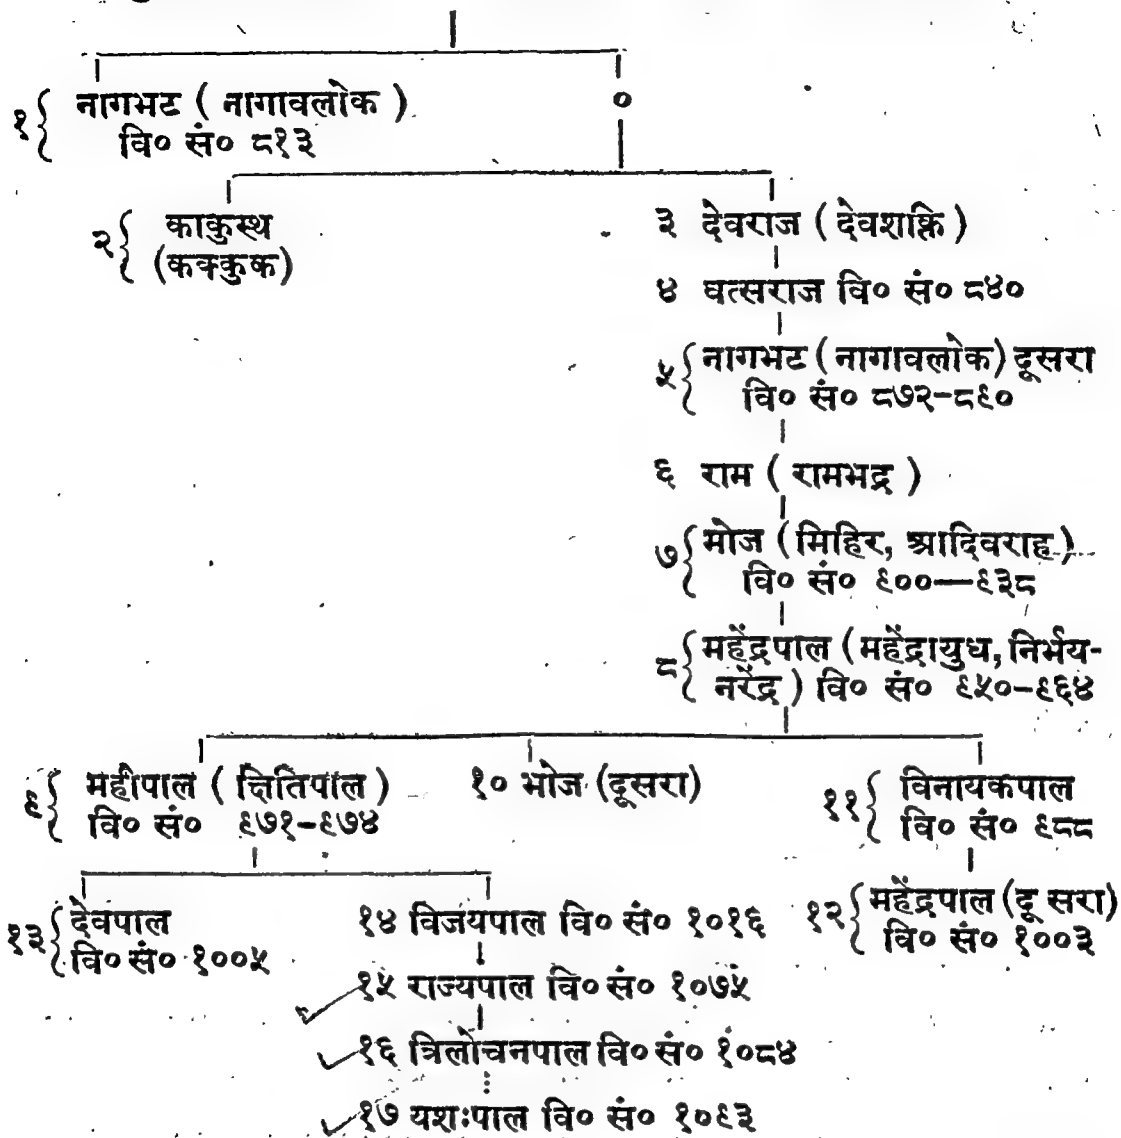 १ { नागभट ( नागावलोक )
वि० सं० ८१३
०
२ { काकुस्थ
(कक्कुक)
३ देवराज ( देवशक्ति )
४ वत्सराज वि० सं० ८४०
५ { नागभट (नागावलोक) दूसरा
वि० सं० ८७२-८९०
६ राम ( रामभद्र )
७ { भोज (मिहिर, आदिवराह)
वि० सं० ९००—९३८
८ { महेंद्रपाल (महेंद्रायुध, निर्भय-
नरेंद्र ) वि० सं० ९५०-९६४
९ { महीपाल ( क्षितिपाल )
वि० सं० ९७१-९७४
१० भोज (दूसरा)
११ { विनायकपाल
वि० सं० ९८८
१२ { महेंद्रपाल (दू सरा)
वि० सं० १००३
१३ { देवपाल
वि० सं० १००५
१४ विजयपाल वि० सं० १०१६
१५ राज्यपाल वि० सं० १०७५
१६ त्रिलोचनपाल वि० सं० १०८४
१७ यशःपाल वि० सं० १०९३